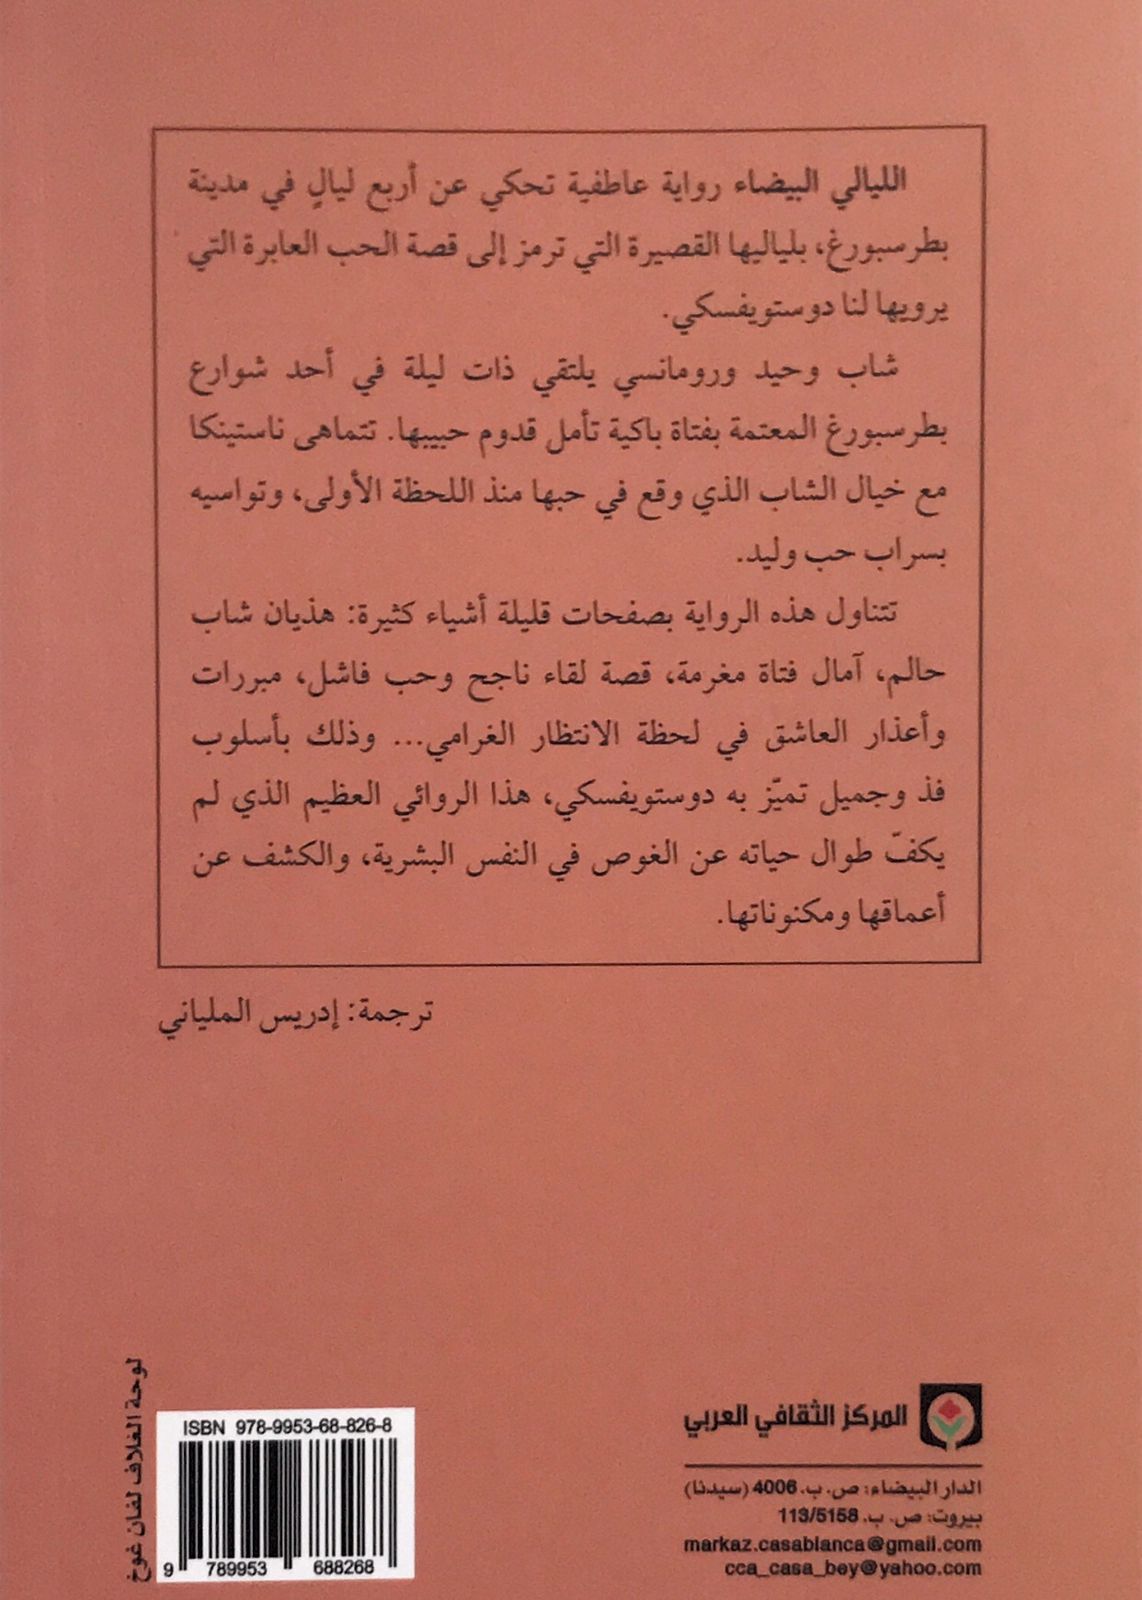 الليالي البيضاء رواية عاطفية تحكي عن أربع ليالٍ في مدينة
بطرسبورغ، بلياليها القصيرة التي ترمز إلى قصة الحب العابرة التي
يرويها لنا دوستويفسكي.
شاب وحيد ورومانسي يلتقي ذات ليلة في أحد شوارع
بطرسبورغ المعتمة بفتاة باكية تأمل قدوم حبيبها. تتماهى ناستينكا
مع خيال الشاب الذي وقع في حبها منذ اللحظة الأولى، وتواسيه
بسراب حب وليد.
تتناول هذه الرواية بصفحات قليلة أشياء كثيرة: هذيان شاب
حالم، آمال فتاة مغرمة، قصة لقاء ناجح وحب فاشل، مبررات
وأعذار العاشق في لحظة الانتظار الغرامي... وذلك بأسلوب
فذ وجميل تميّز به دوستويفسكي، هذا الروائي العظيم الذي لم
يكفّ طوال حياته عن الغوص في النفس البشرية، والكشف عن
أعماقها ومكنوناتها.
ترجمة: إدريس الملياني
المركز الثقافي العربي
الدار البيضاء: ص. ب. 4006 (سيدنا)
بيروت: ص. ب. 113/5158
markaz.casablanca@gmail.com
cca_casa_bey@yahoo.com
ISBN 978-9953-68-826-8
9 789953 688268
لوحة الغلاف لفان غوخ